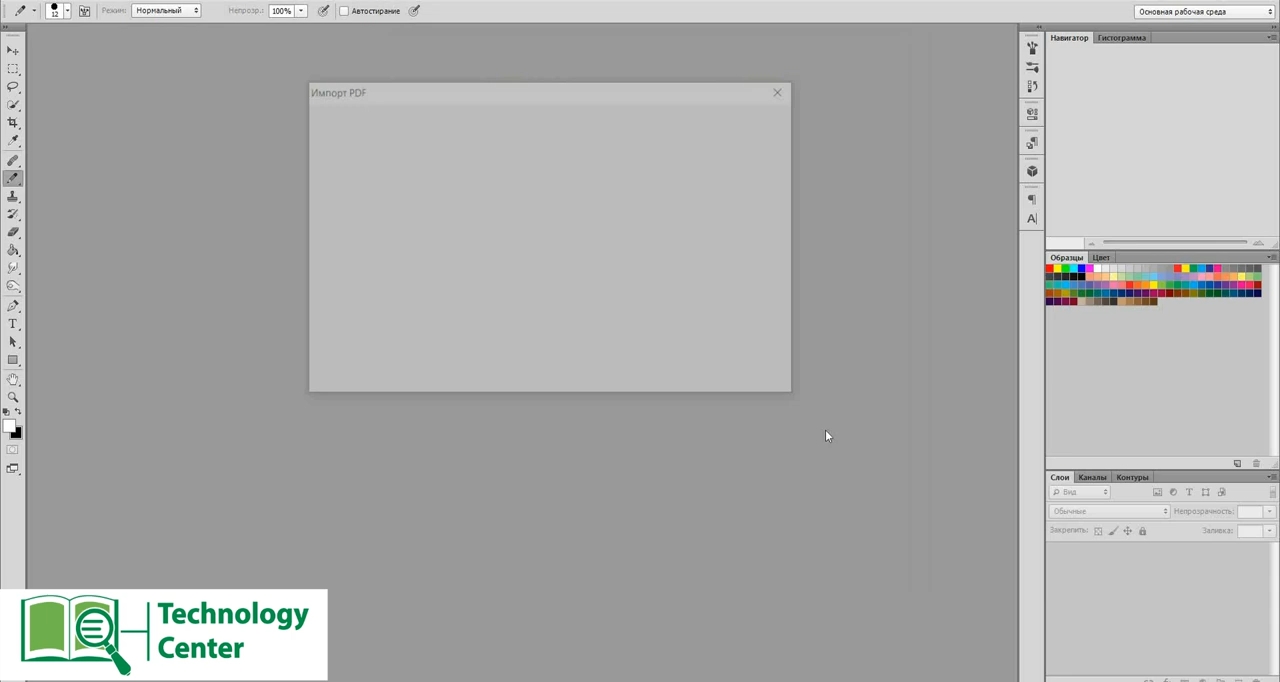 12
Режим:
Нормальный
Непрозр.:
100%
Автостирание
Основная рабочая среда
Импорт PDF
Навигатор
Гистограмма
Образцы
Цвет
Слои
Каналы
Контуры
Вид
Обычные
Непрозрачность:
Закрепить:
Заливка:
Technology
Center